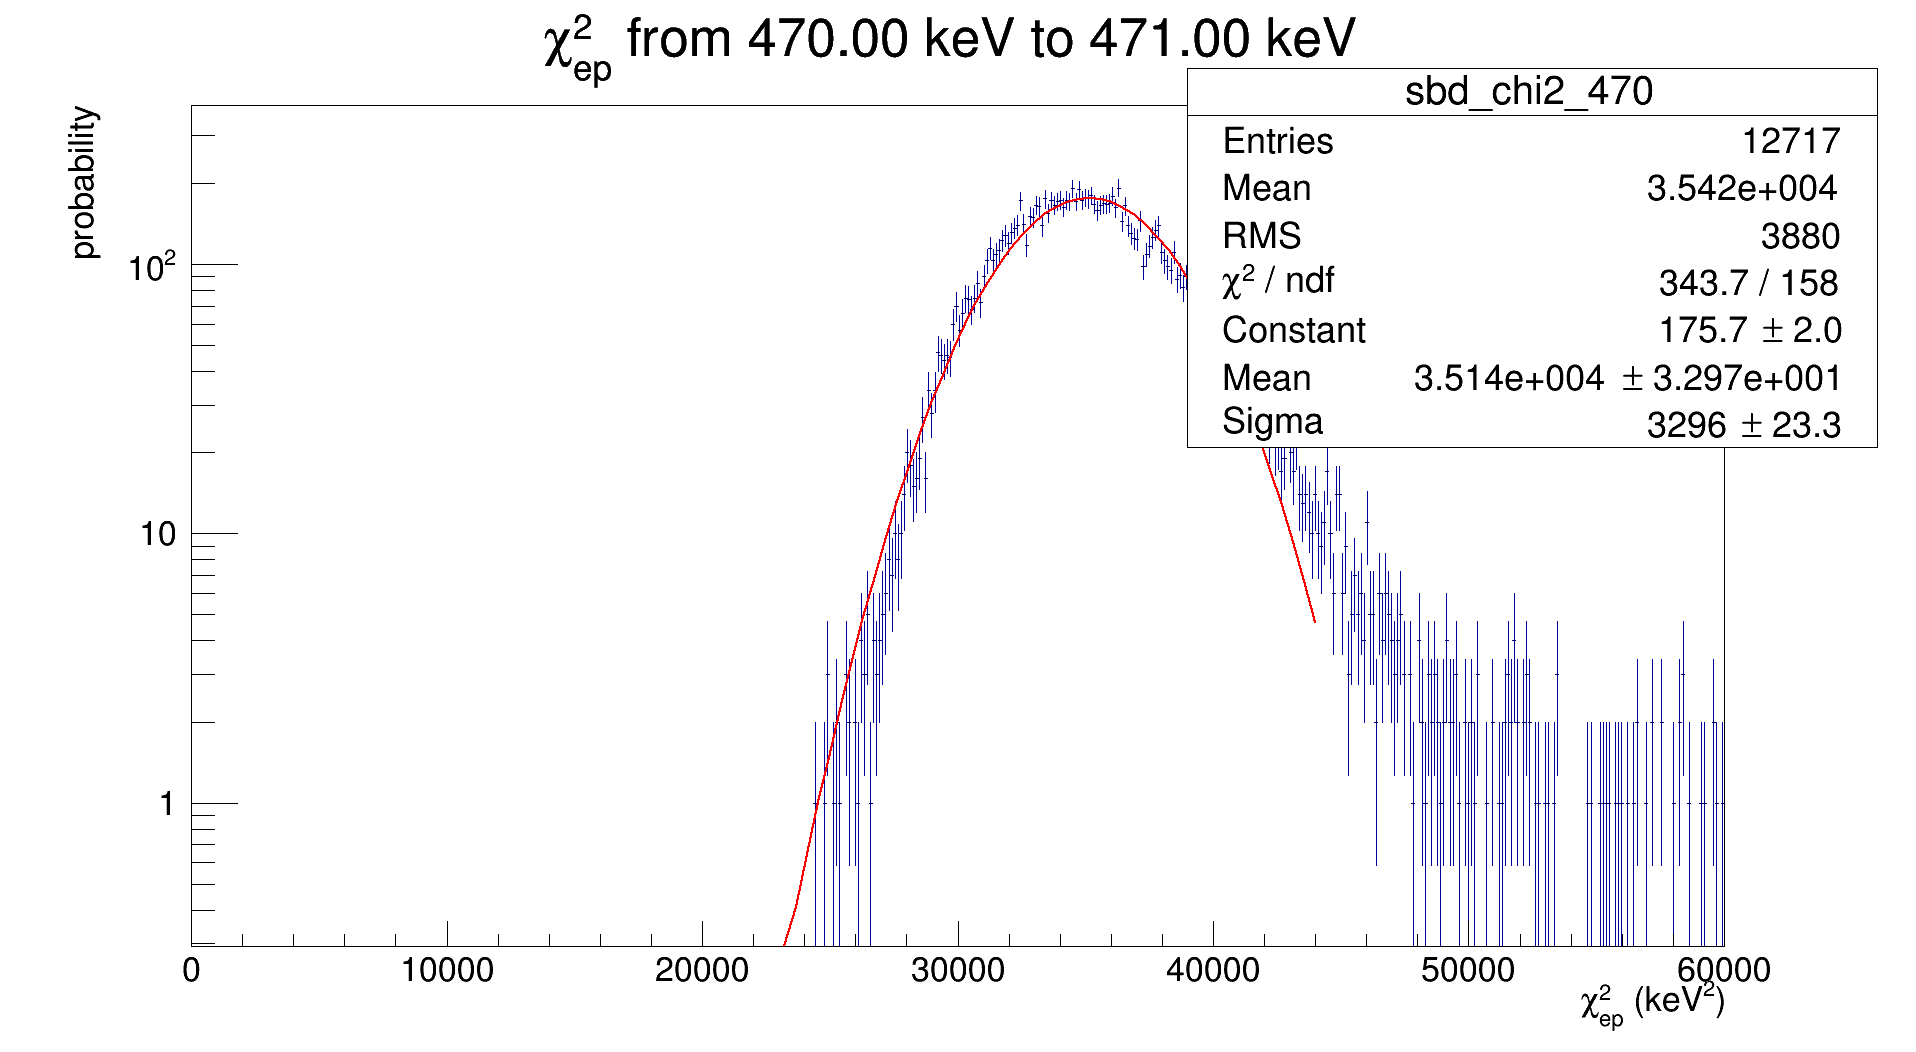 χ²ep from 470.00 keV to 471.00 keV
sbd_chi2_470
Entries 12717
Mean 3.542e+004
RMS 3880
χ² / ndf 343.7 / 158
Constant 175.7 ± 2.0
Mean 3.514e+004 ± 3.297e+001
Sigma 3296 ± 23.3
probability
10²
10
1
0 10000 20000 30000 40000 50000 60000
χ²ep (keV²)